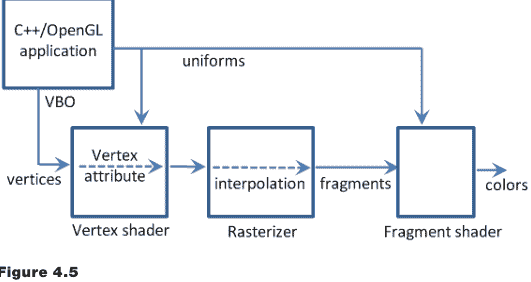 C++/OpenGL
application
uniforms
VBO
vertices
Vertex
attribute
interpolation
fragments
colors
Vertex shader
Rasterizer
Fragment shader
Figure 4.5